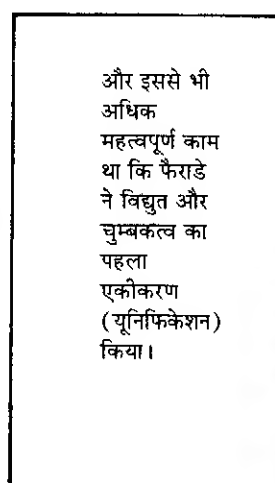 और इससे भी
अधिक
महत्वपूर्ण काम
था कि फैराडे
ने विद्युत और
चुम्बकत्व का
पहला
एकीकरण
(यूनिफिकेशन)
किया।